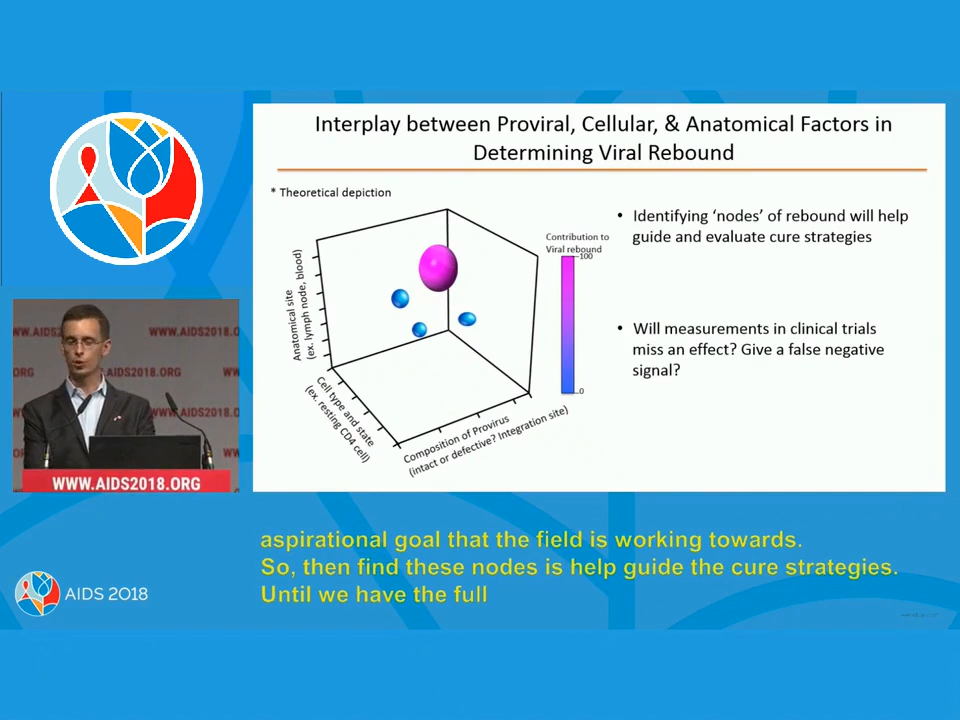 Interplay between Proviral, Cellular, & Anatomical Factors in
Determining Viral Rebound
* Theoretical depiction
Anatomical site
(ex. lymph node, blood)
Cell type and state
(ex. resting CD4 cell)
Composition of Provirus
(intact or defective? Integration site)
Contribution to
Viral rebound
100
0
• Identifying ‘nodes’ of rebound will help
guide and evaluate cure strategies
• Will measurements in clinical trials
miss an effect? Give a false negative
signal?
WWW.AIDS2018.O
WWW.AIDS2018.ORG
AIDS2018.ORG
WWW.AIDS2018.ORG
aspirational goal that the field is working towards.
So, then find these nodes is help guide the cure strategies.
Until we have the full
AIDS 2018